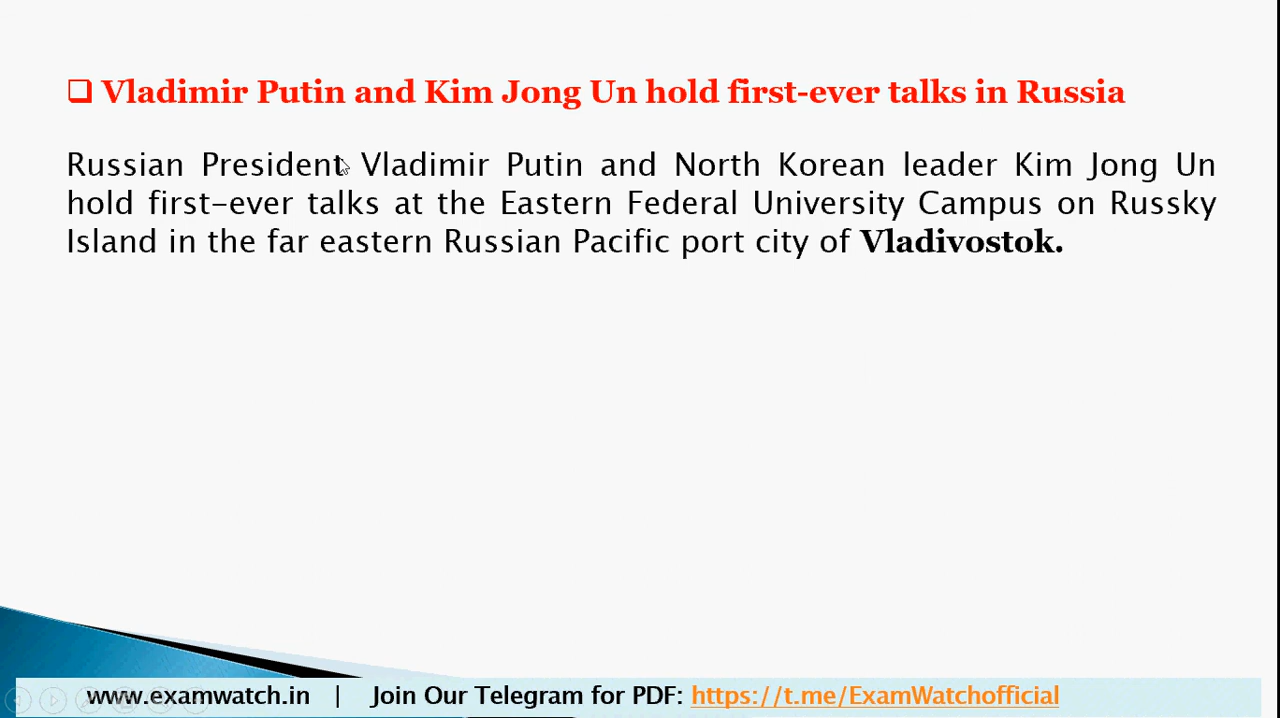 Vladimir Putin and Kim Jong Un hold first-ever talks in Russia
Russian President Vladimir Putin and North Korean leader Kim Jong Un
hold first-ever talks at the Eastern Federal University Campus on Russky
Island in the far eastern Russian Pacific port city of Vladivostok.
www.examwatch.in | Join Our Telegram for PDF: https://t.me/ExamWatchofficial